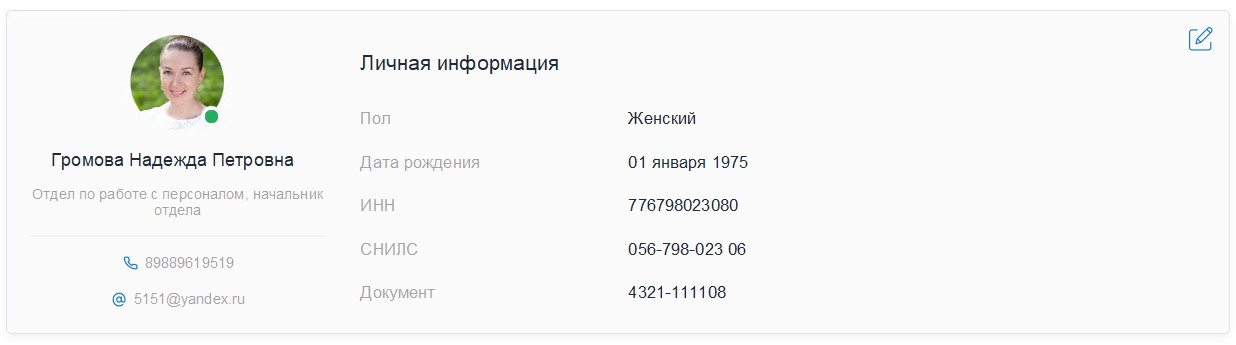 Громова Надежда Петровна
Отдел по работе с персоналом, начальник
отдела
89889619519
5151@yandex.ru
Личная информация
Пол Женский
Дата рождения 01 января 1975
ИНН 776798023080
СНИЛС 056-798-023 06
Документ 4321-111108